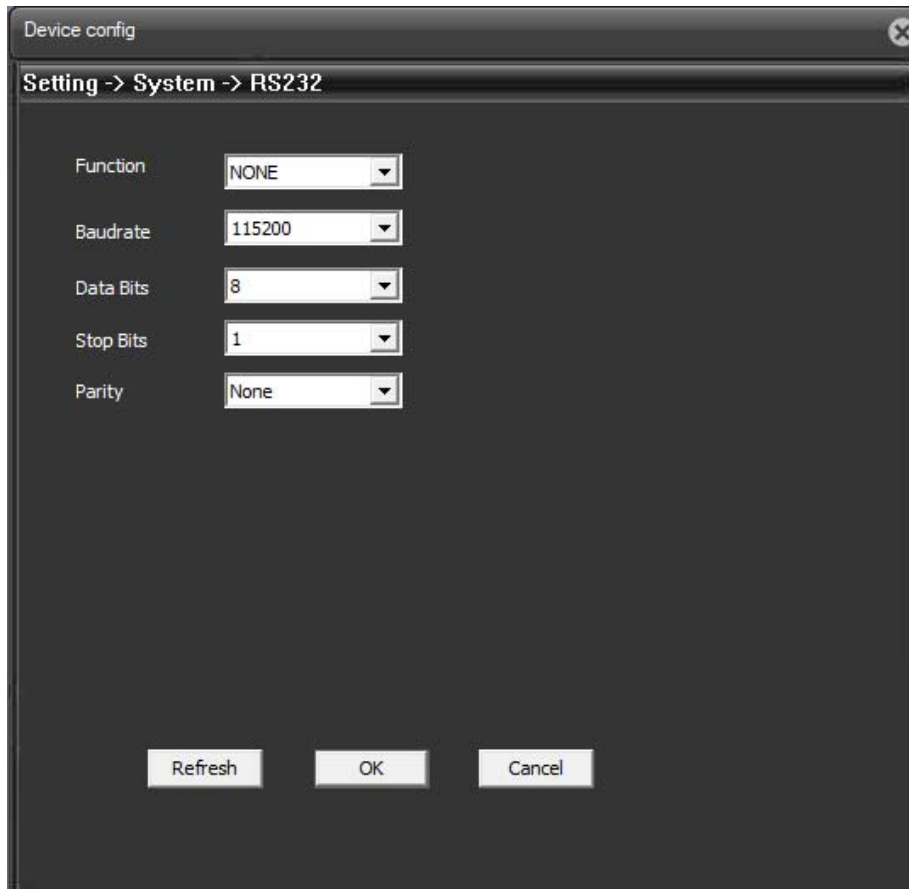 Device config
Setting -> System -> RS232
Function NONE
Baudrate 115200
Data Bits 8
Stop Bits 1
Parity None
Refresh OK Cancel